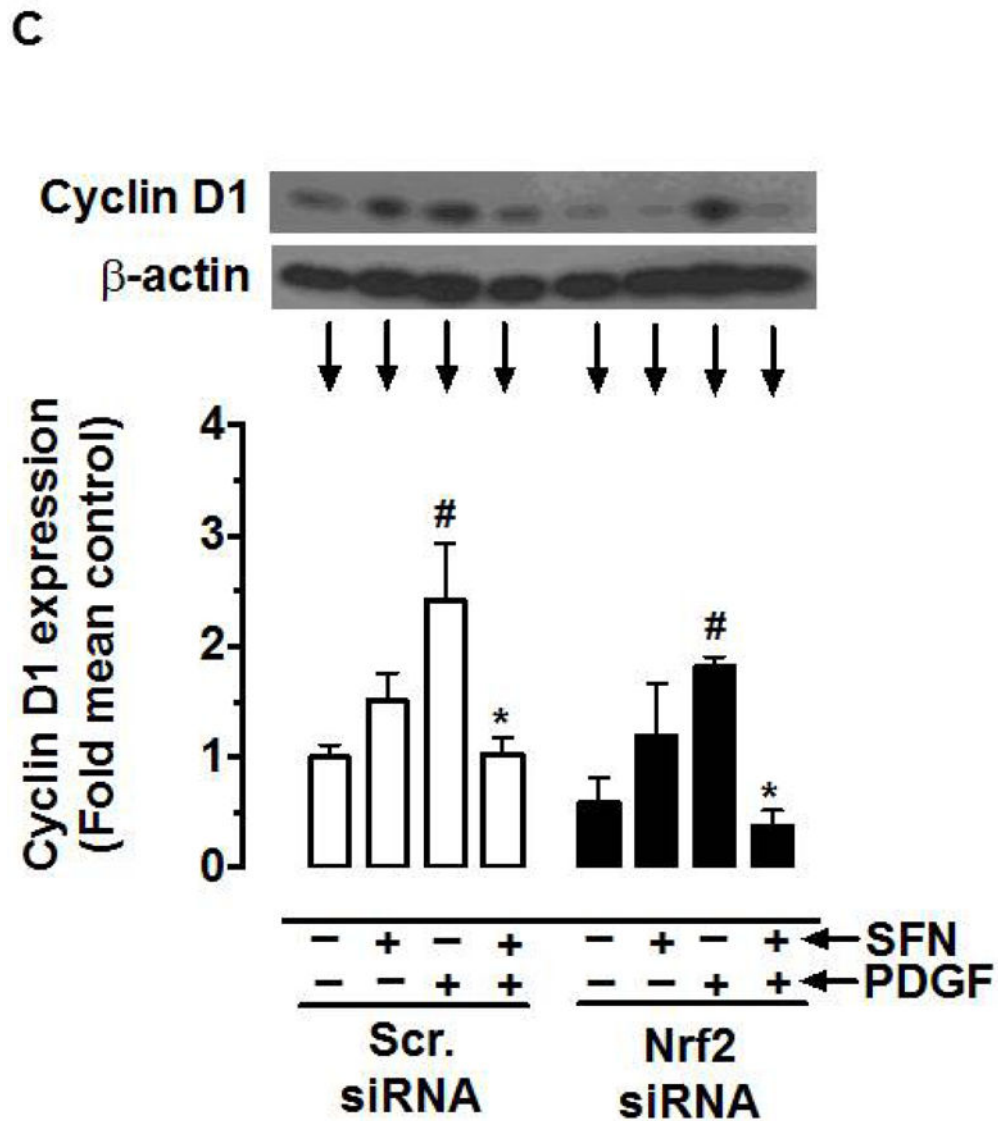 C
Cyclin D1
β-actin
Cyclin D1 expression
(Fold mean control)
4
3
2
1
0
#
*
#
*
− + − + − + − + SFN
− − + + − − + + PDGF
Scr.
siRNA
Nrf2
siRNA